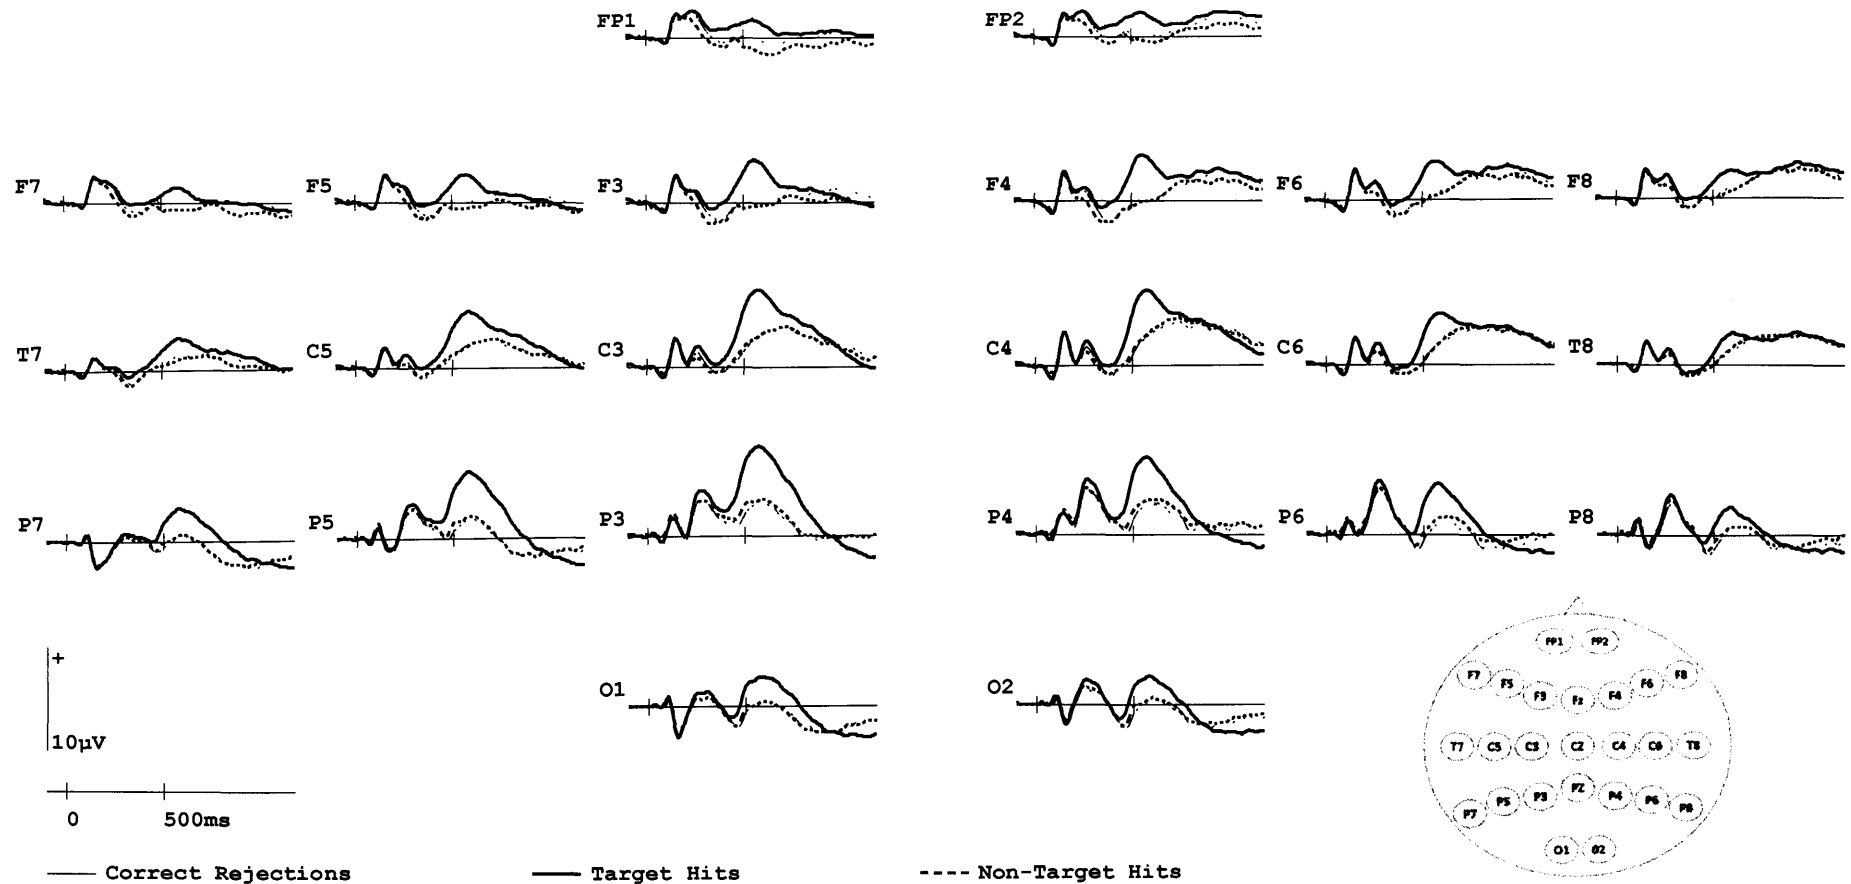 FP1 FP2
F7 F5 F3 F4 F6 F8
T7 C5 C3 C4 C6 T8
P7 P5 P3 P4 P6 P8
O1 O2
+
10µV
0 500ms
FP1 FP2
F7 F5 F3 Fz F4 F6 F8
T7 C5 C3 CZ C4 C6 T8
P7 P5 P3 PZ P4 P6 P8
O1 O2
Correct Rejections Target Hits Non-Target Hits